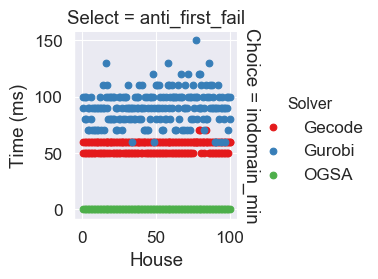 Select = anti_first_fail
150
100
50
0
Time (ms)
0
50
100
House
Choice = indomain_min
Solver
Gecode
Gurobi
OGSA